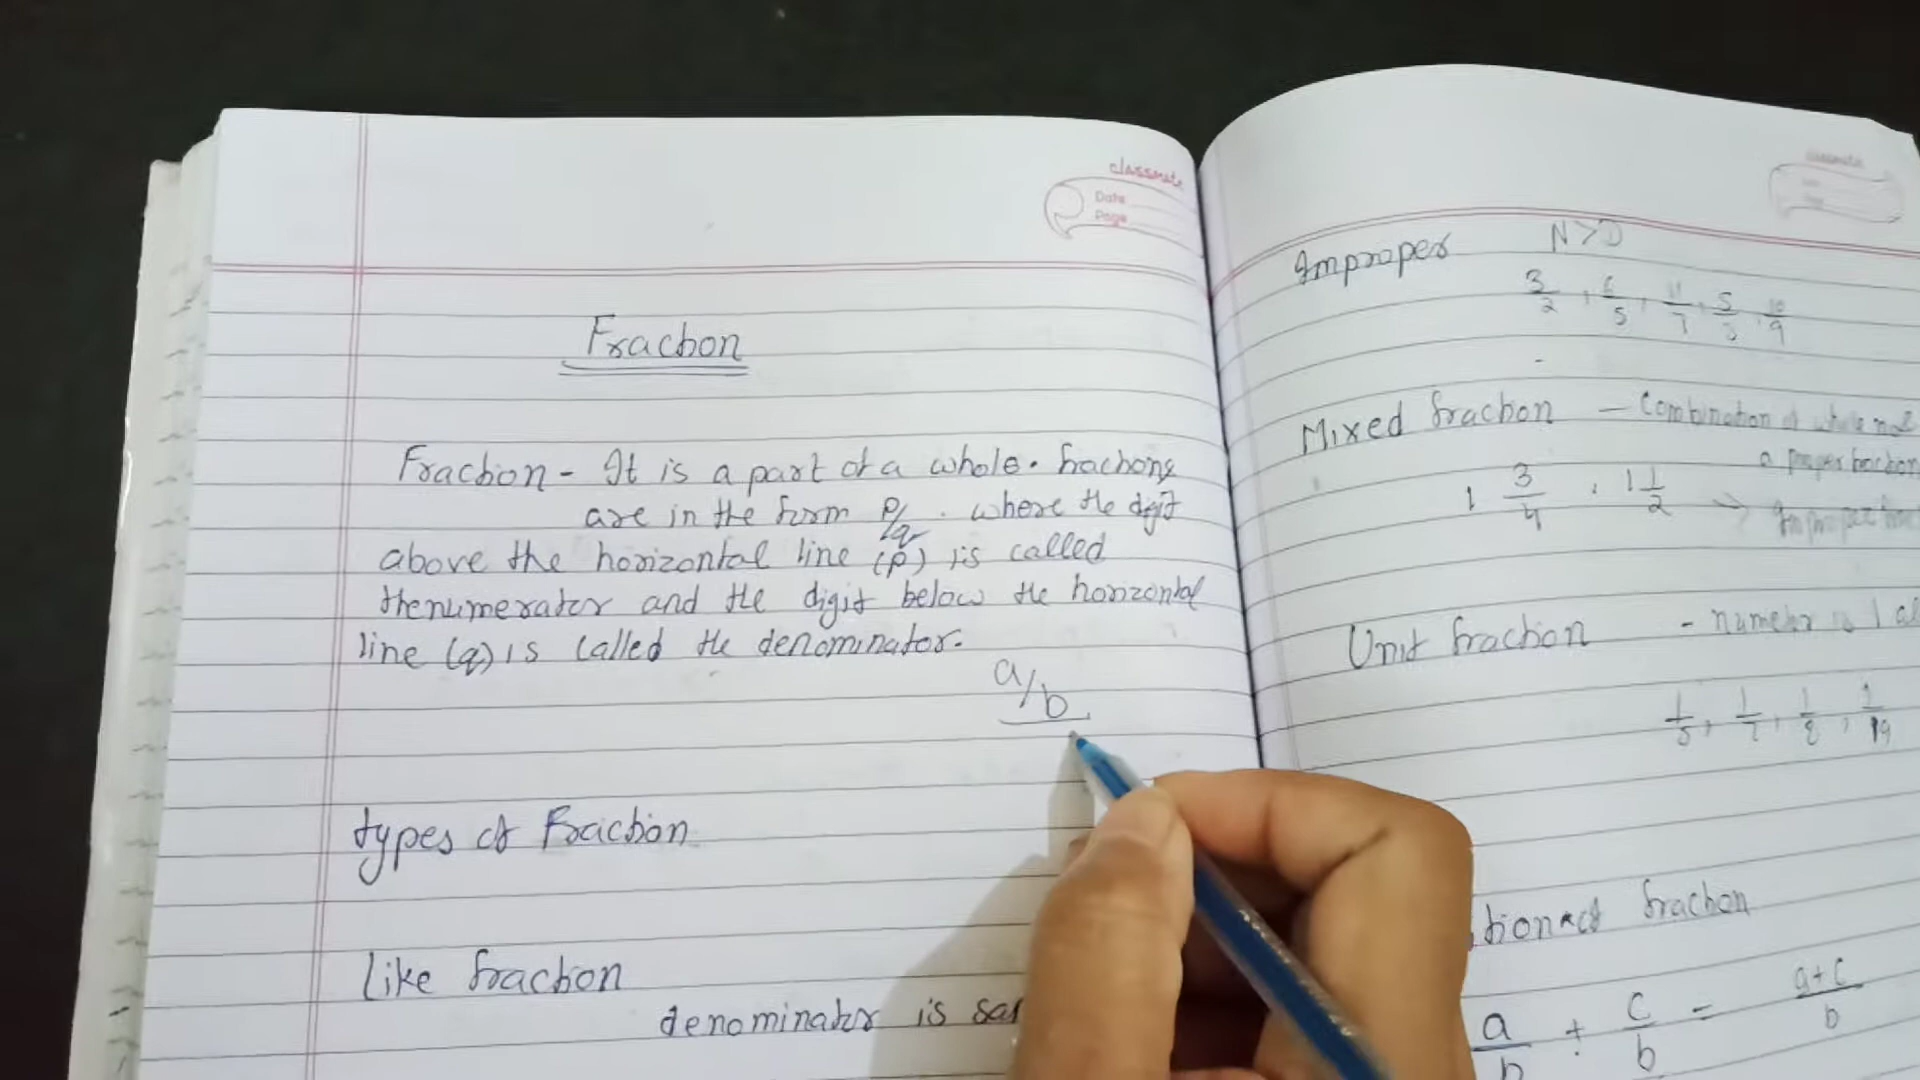 classmate
Date
Page
Fraction
Fraction - It is a part of a whole. fractions
are in the form P/q. where the digit
above the horizontal line (p) is called
the numerator and the digit below the horizontal
line (q) is called the denominator.
a/b
types of Fraction
Like fraction
denominator is
classmate
Improper N>D
3/2, 6/5, 11/7, 5/3, 10/9
Mixed fraction - Combination of whole
a proper fraction
1 3/4, 1 1/2 → Improper
Unit fraction - is 1
1/5, 1/7, 1/8, 1/19
of fraction
a/b + c/b = a+c/b